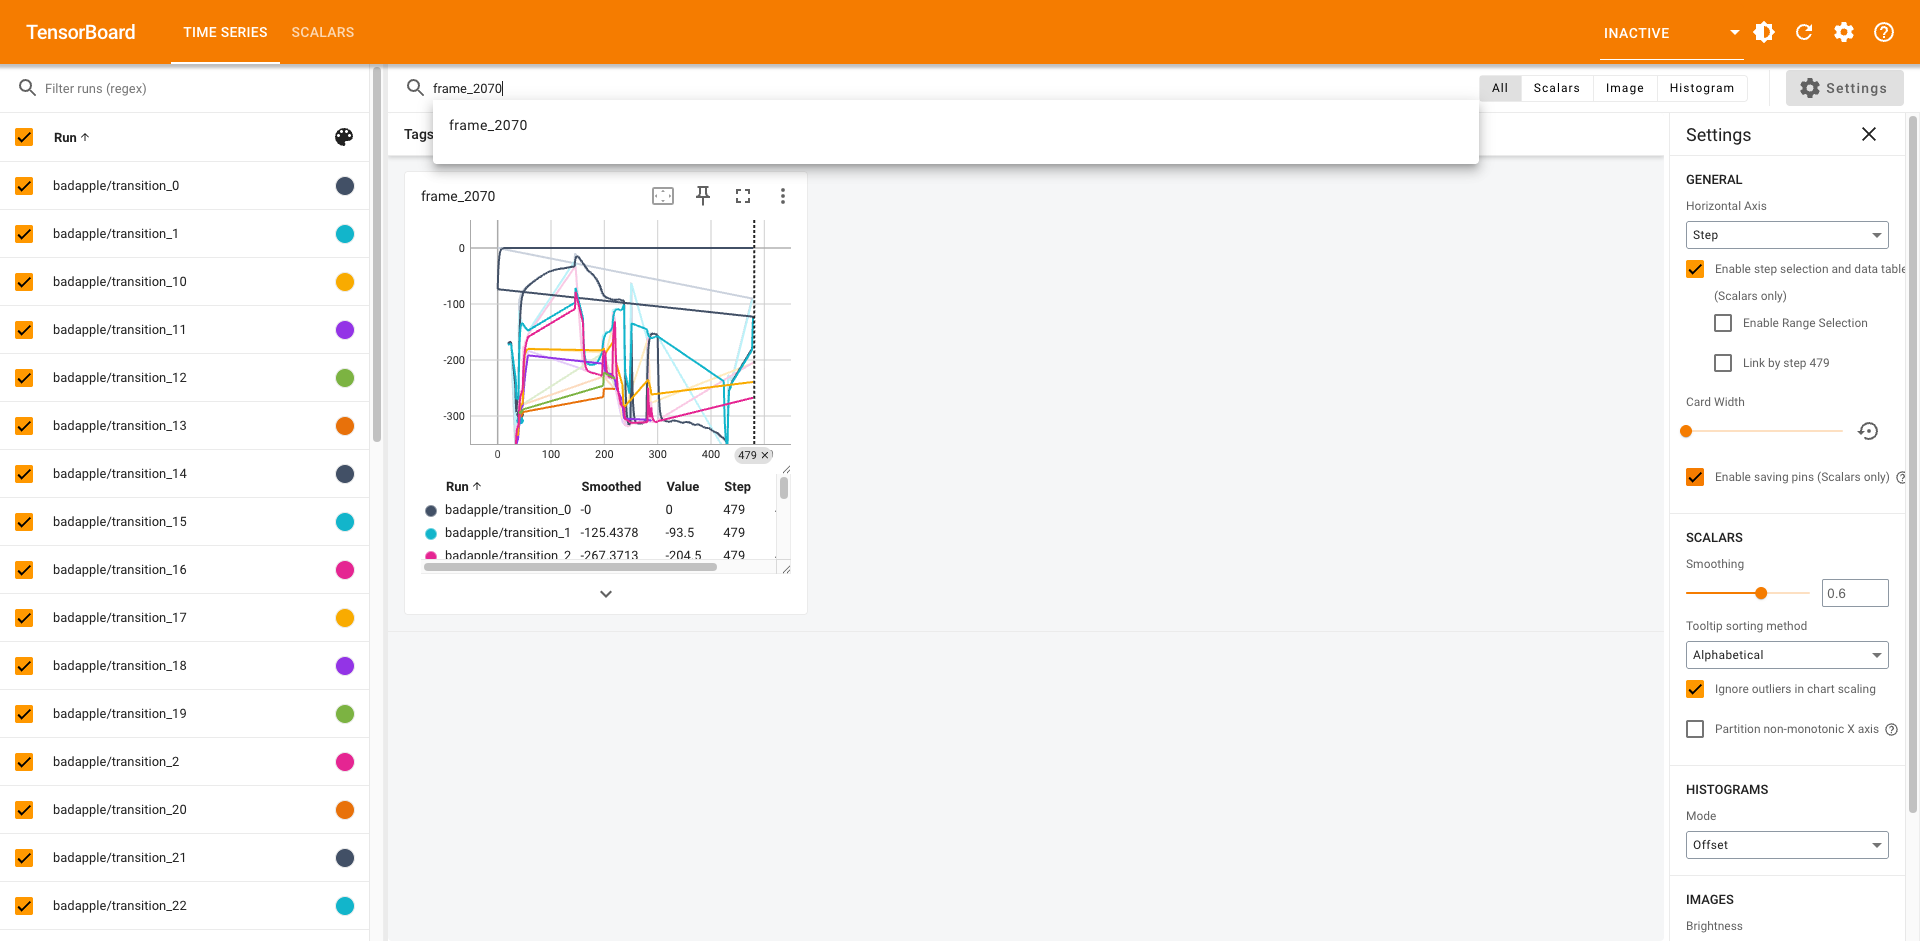 TensorBoard
TIME SERIES
SCALARS
INACTIVE
Filter runs (regex)
frame_2070
All
Scalars
Image
Histogram
Settings
frame_2070
Tags
Run
badapple/transition_0
badapple/transition_1
badapple/transition_10
badapple/transition_11
badapple/transition_12
badapple/transition_13
badapple/transition_14
badapple/transition_15
badapple/transition_16
badapple/transition_17
badapple/transition_18
badapple/transition_19
badapple/transition_2
badapple/transition_20
badapple/transition_21
badapple/transition_22
frame_2070
0
-100
-200
-300
0 100 200 300 400 479
Run Smoothed Value Step
badapple/transition_0 -0 0 479
badapple/transition_1 -125.4378 -93.5 479
badapple/transition_2 -267.3713 -204.5 479
Settings
GENERAL
Horizontal Axis
Step
Enable step selection and data table
(Scalars only)
Enable Range Selection
Link by step 479
Card Width
Enable saving pins (Scalars only)
SCALARS
Smoothing
0.6
Tooltip sorting method
Alphabetical
Ignore outliers in chart scaling
Partition non-monotonic X axis
HISTOGRAMS
Mode
Offset
IMAGES
Brightness